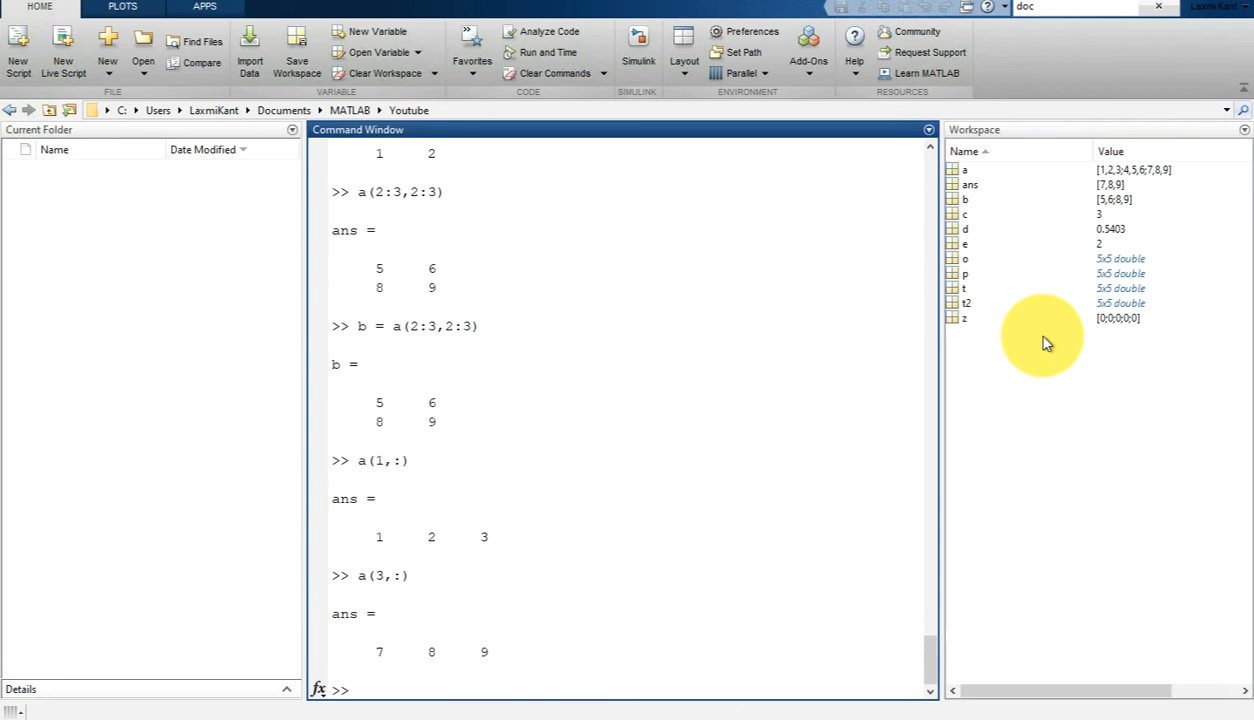 HOME PLOTS APPS doc Laxmi Kant
New Script New Live Script New Open Find Files Compare
FILE
Import Data Save Workspace New Variable Open Variable Clear Workspace
VARIABLE
Favorites Analyze Code Run and Time Clear Commands
CODE
Simulink
SIMULINK
Layout Preferences Set Path Parallel Add-Ons
ENVIRONMENT
Help Community Request Support Learn MATLAB
RESOURCES
C: Users LaxmiKant Documents MATLAB Youtube
Current Folder
Name Date Modified
Details
Command Window
1 2
>> a(2:3,2:3)
ans =
5 6
8 9
>> b = a(2:3,2:3)
b =
5 6
8 9
>> a(1,:)
ans =
1 2 3
>> a(3,:)
ans =
7 8 9
fx >>
Workspace
Name Value
a [1,2,3;4,5,6;7,8,9]
ans [7,8,9]
b [5,6;8,9]
c 3
d 0.5403
e 2
o 5x5 double
p 5x5 double
t 5x5 double
t2 5x5 double
z [0;0;0;0;0]